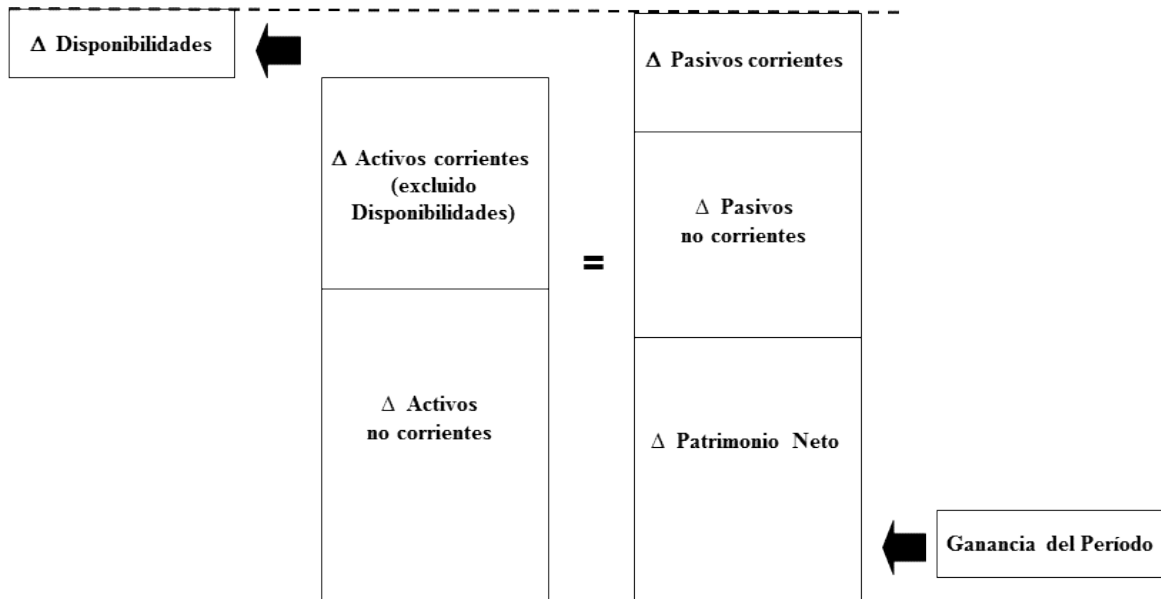 Δ Disponibilidades
Δ Pasivos corrientes
Δ Activos corrientes
(excluido
Disponibilidades)
Δ Pasivos
no corrientes
=
Δ Activos
no corrientes
Δ Patrimonio Neto
Ganancia del Período